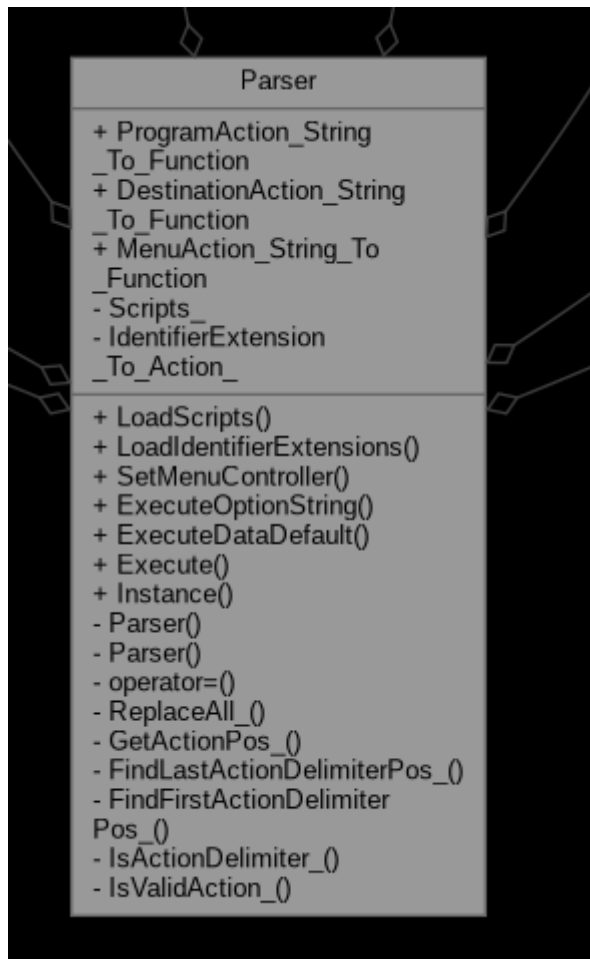 Parser
+ ProgramAction_String
_To_Function
+ DestinationAction_String
_To_Function
+ MenuAction_String_To
_Function
- Scripts_
- IdentifierExtension
_To_Action_
+ LoadScripts()
+ LoadIdentifierExtensions()
+ SetMenuController()
+ ExecuteOptionString()
+ ExecuteDataDefault()
+ Execute()
+ Instance()
- Parser()
- Parser()
- operator=()
- ReplaceAll_()
- GetActionPos_()
- FindLastActionDelimiterPos_()
- FindFirstActionDelimiter
Pos_()
- IsActionDelimiter_()
- IsValidAction_()